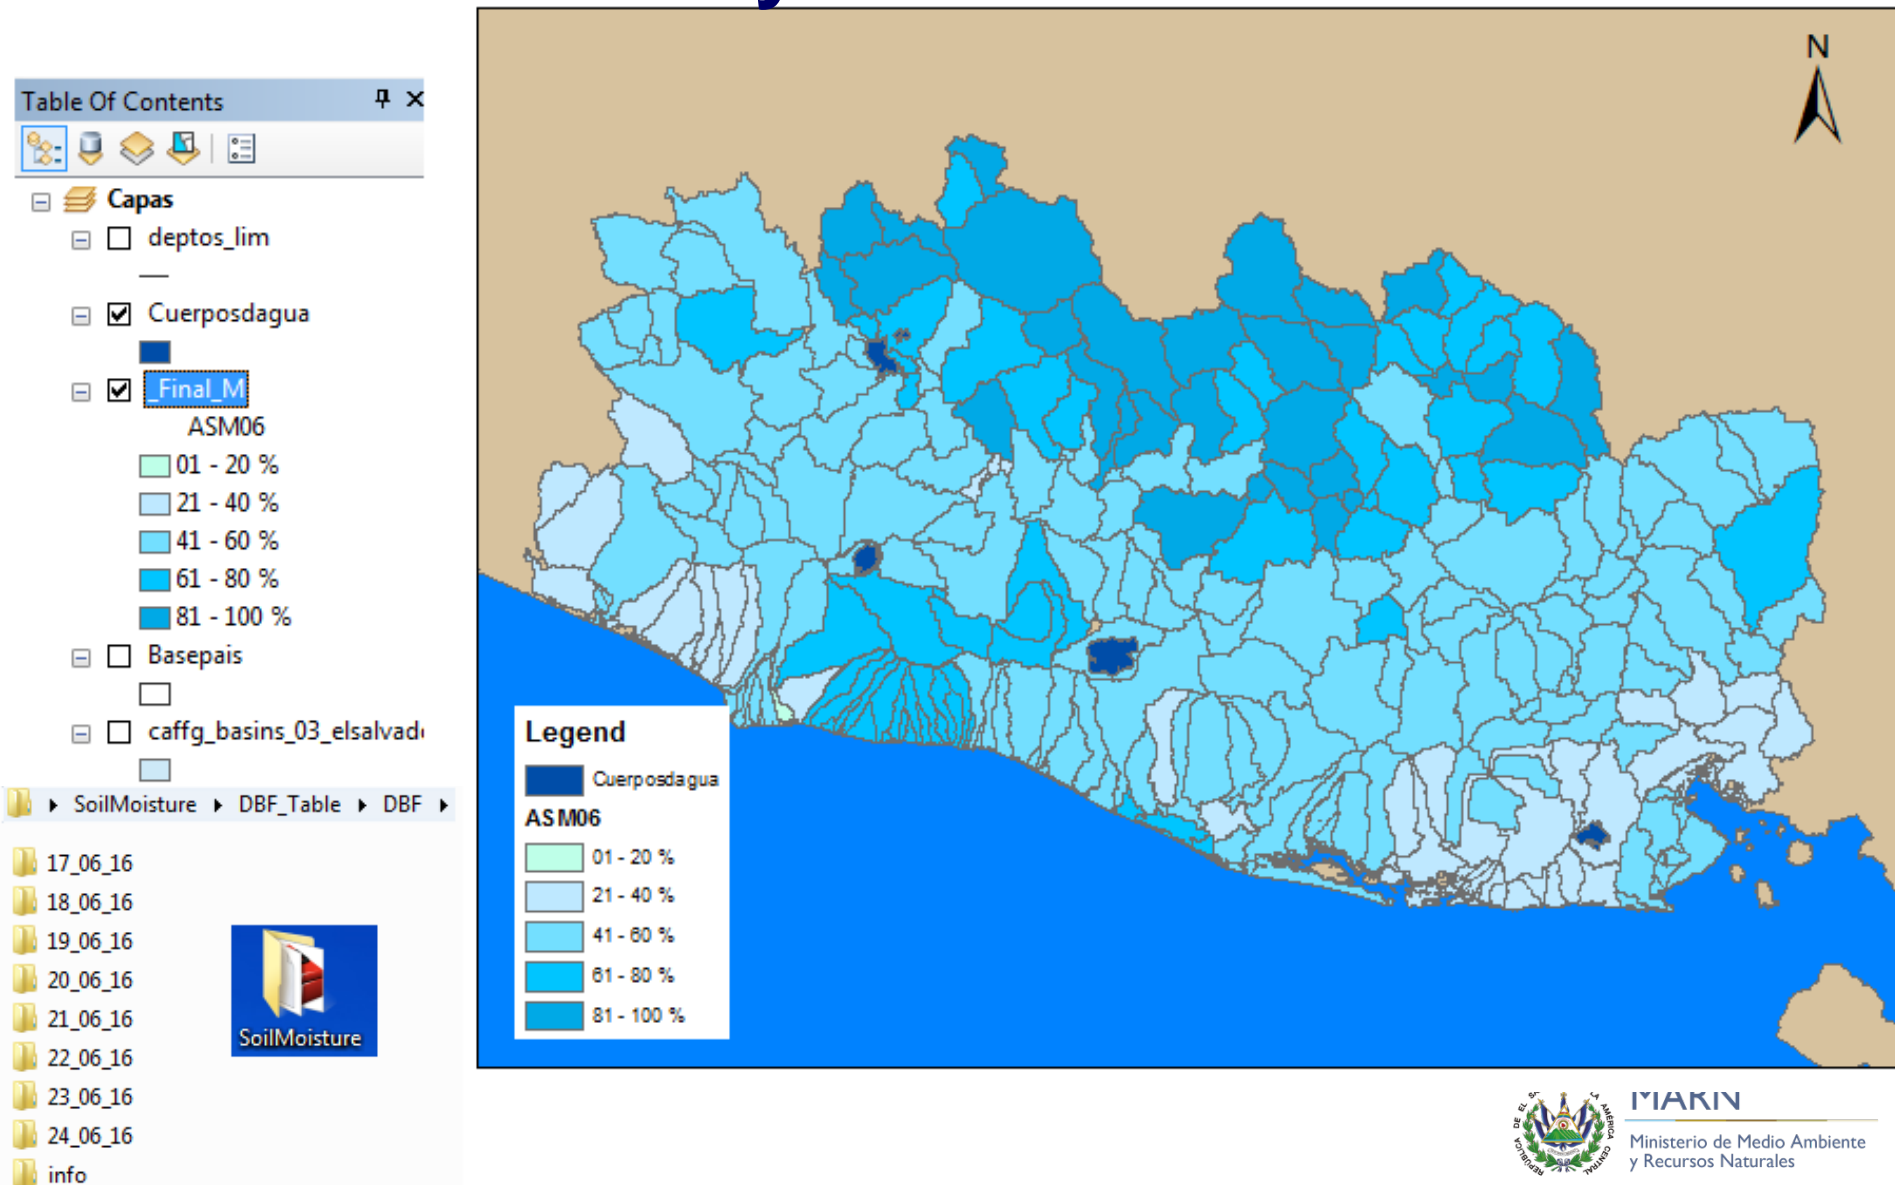 Table Of Contents
Capas
deptos_lim
Cuerposdagua
_Final_M
ASM06
01 - 20 %
21 - 40 %
41 - 60 %
61 - 80 %
81 - 100 %
Basepais
caffg_basins_03_elsalvad
SoilMoisture DBF_Table DBF
17_06_16
18_06_16
19_06_16
20_06_16
21_06_16
22_06_16
23_06_16
24_06_16
info
SoilMoisture
N
Legend
Cuerposdagua
ASM06
01 - 20 %
21 - 40 %
41 - 60 %
61 - 80 %
81 - 100 %
MARN
Ministerio de Medio Ambiente
y Recursos Naturales